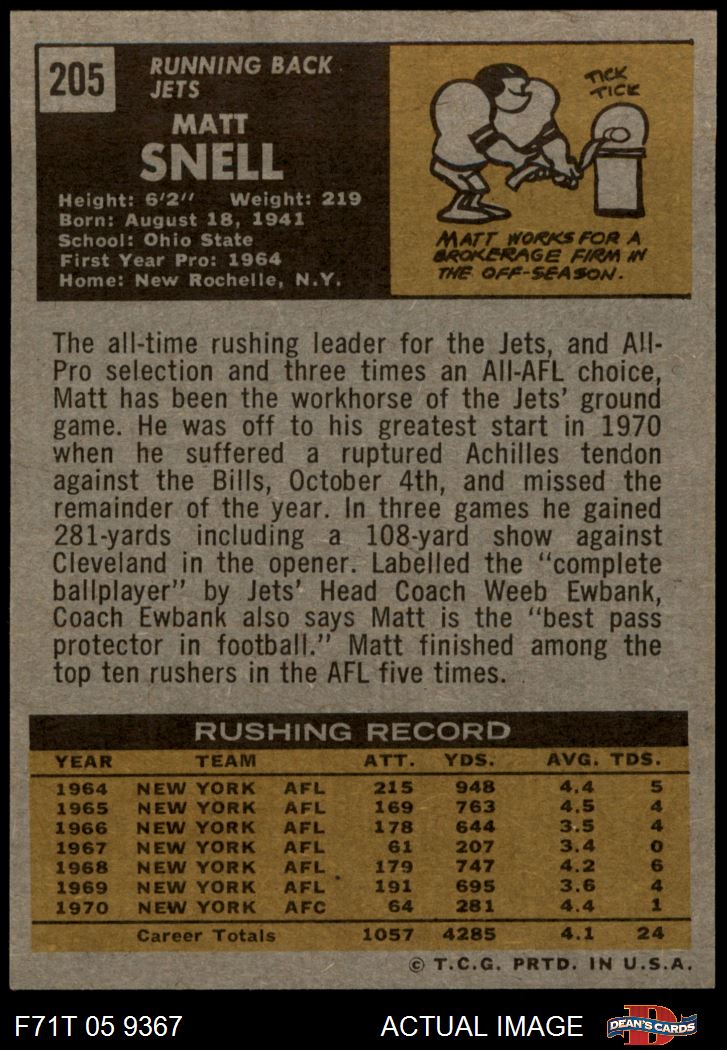 205
RUNNING BACK
JETS
MATT
SNELL
Height: 6'2" Weight: 219
Born: August 18, 1941
School: Ohio State
First Year Pro: 1964
Home: New Rochelle, N.Y.
TICK
TICK
MATT WORKS FOR A
BROKERAGE FIRM IN
THE OFF-SEASON.
The all-time rushing leader for the Jets, and All-
Pro selection and three times an All-AFL choice,
Matt has been the workhorse of the Jets' ground
game. He was off to his greatest start in 1970
when he suffered a ruptured Achilles tendon
against the Bills, October 4th, and missed the
remainder of the year. In three games he gained
281-yards including a 108-yard show against
Cleveland in the opener. Labelled the "complete
ballplayer" by Jets' Head Coach Weeb Ewbank,
Coach Ewbank also says Matt is the "best pass
protector in football." Matt finished among the
top ten rushers in the AFL five times.
RUSHING RECORD
YEAR TEAM ATT. YDS. AVG. TDS.
1964 NEW YORK AFL 215 948 4.4 5
1965 NEW YORK AFL 169 763 4.5 4
1966 NEW YORK AFL 178 644 3.5 4
1967 NEW YORK AFL 61 207 3.4 0
1968 NEW YORK AFL 179 747 4.2 6
1969 NEW YORK AFL 191 695 3.6 4
1970 NEW YORK AFC 64 281 4.4 1
Career Totals 1057 4285 4.1 24
© T.C.G. PRTD. IN U.S.A.
F71T 05 9367 ACTUAL IMAGE DEAN'S CARDS